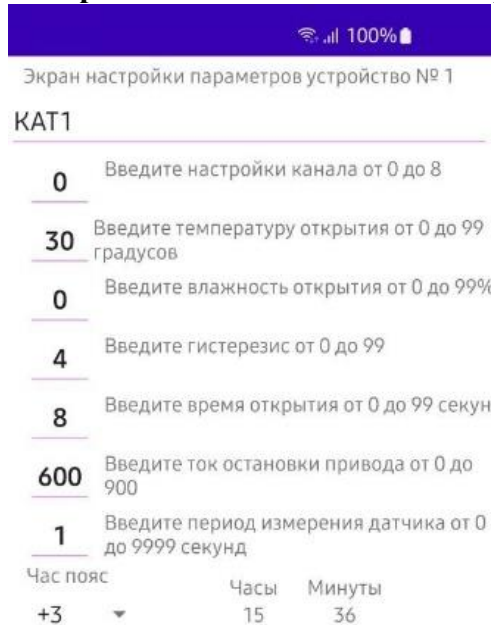 100%
Экран настройки параметров устройство № 1
КАТ1
0 Введите настройки канала от 0 до 8
30 Введите температуру открытия от 0 до 99
градусов
0 Введите влажность открытия от 0 до 99%
4 Введите гистерезис от 0 до 99
8 Введите время открытия от 0 до 99 секун
600 Введите ток остановки привода от 0 до
900
1 Введите период измерения датчика от 0
до 9999 секунд
Час пояс Часы Минуты
+3 15 36